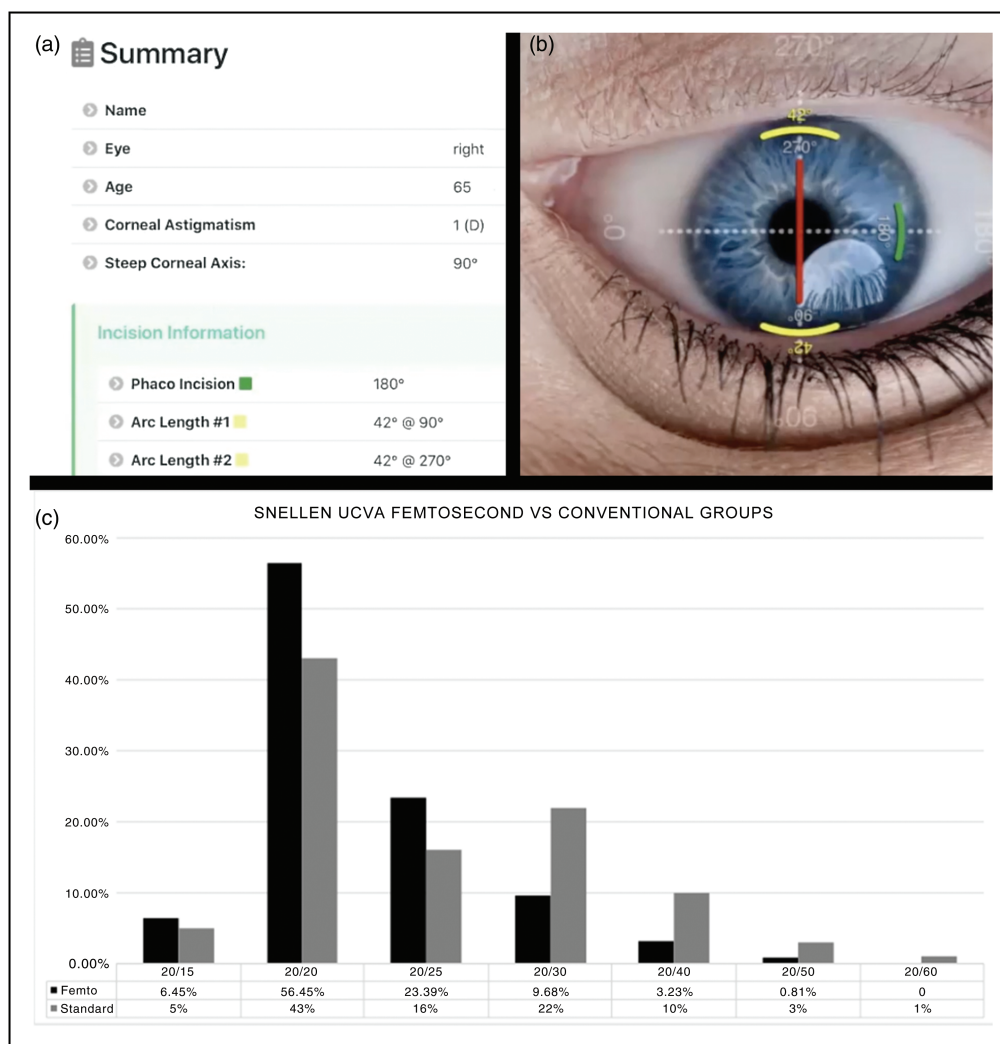 (a)
Summary
Name
Eye right
Age 65
Corneal Astigmatism 1 (D)
Steep Corneal Axis: 90°
Incision Information
Phaco Incision 180°
Arc Length #1 42° @ 90°
Arc Length #2 42° @ 270°
(b)
270°
42°
270°
0°
180°
180°
90°
42°
90°
(c)
SNELLEN UCVA FEMTOSECOND VS CONVENTIONAL GROUPS
60.00%
50.00%
40.00%
30.00%
20.00%
10.00%
0.00%
20/15 20/20 20/25 20/30 20/40 20/50 20/60
Femto 6.45% 56.45% 23.39% 9.68% 3.23% 0.81% 0
Standard 5% 43% 16% 22% 10% 3% 1%